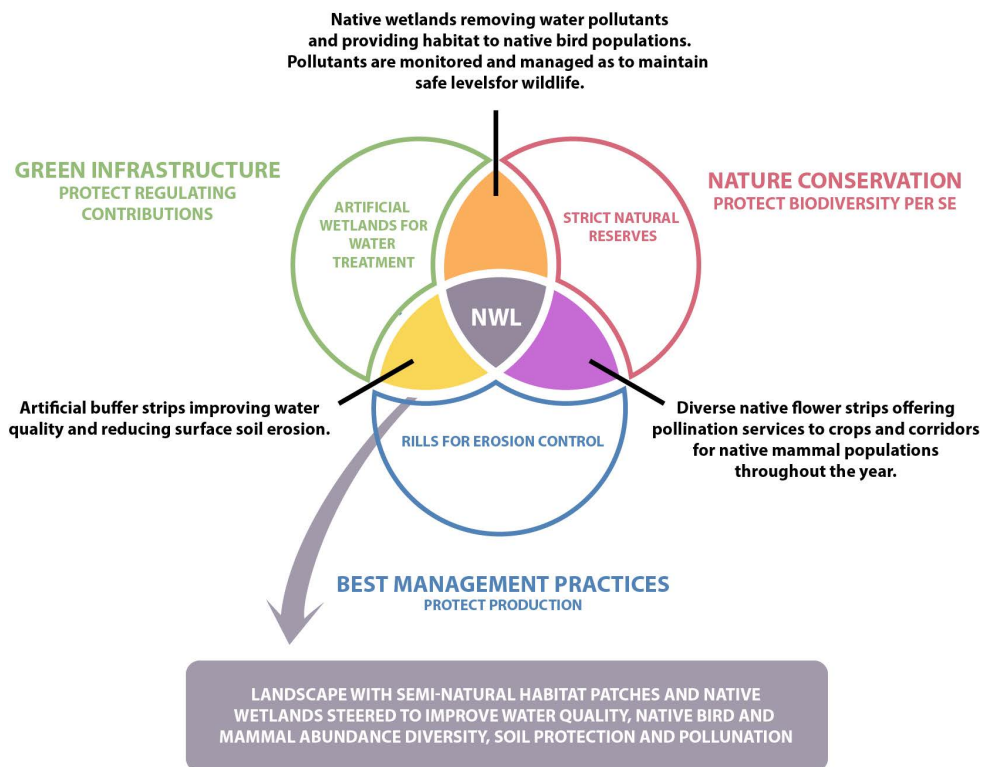 Native wetlands removing water pollutants
and providing habitat to native bird populations.
Pollutants are monitored and managed as to maintain
safe levelsfor wildlife.
GREEN INFRASTRUCTURE
PROTECT REGULATING
CONTRIBUTIONS
NATURE CONSERVATION
PROTECT BIODIVERSITY PER SE
ARTIFICIAL
WETLANDS FOR
WATER
TREATMENT
STRICT NATURAL
RESERVES
NWL
Artificial buffer strips improving water
quality and reducing surface soil erosion.
RILLS FOR EROSION CONTROL
Diverse native flower strips offering
pollination services to crops and corridors
for native mammal populations
throughout the year.
BEST MANAGEMENT PRACTICES
PROTECT PRODUCTION
LANDSCAPE WITH SEMI-NATURAL HABITAT PATCHES AND NATIVE
WETLANDS STEERED TO IMPROVE WATER QUALITY, NATIVE BIRD AND
MAMMAL ABUNDANCE DIVERSITY, SOIL PROTECTION AND POLLUNATION